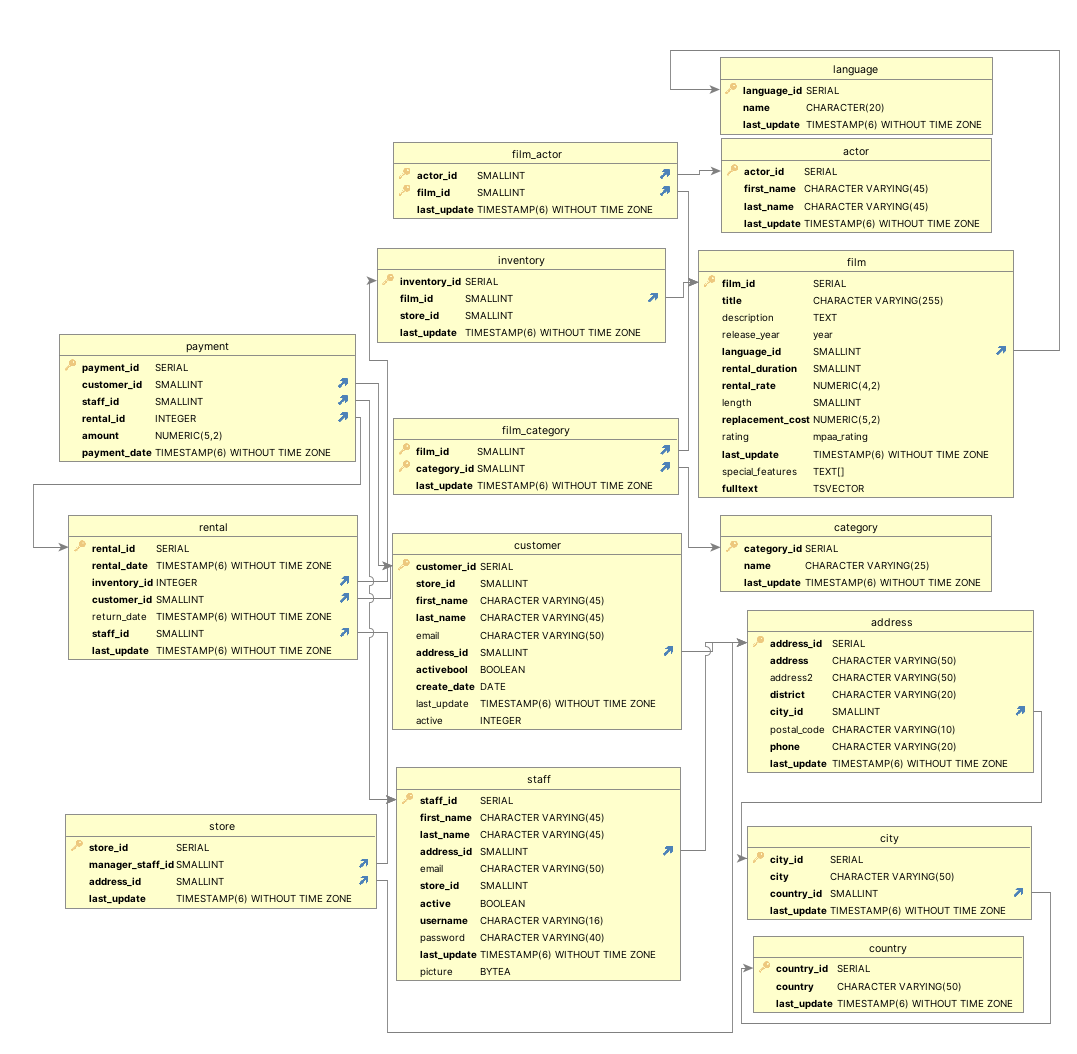 language
language_id SERIAL
name CHARACTER(20)
last_update TIMESTAMP(6) WITHOUT TIME ZONE
film_actor
actor_id SMALLINT
film_id SMALLINT
last_update TIMESTAMP(6) WITHOUT TIME ZONE
actor
actor_id SERIAL
first_name CHARACTER VARYING(45)
last_name CHARACTER VARYING(45)
last_update TIMESTAMP(6) WITHOUT TIME ZONE
inventory
inventory_id SERIAL
film_id SMALLINT
store_id SMALLINT
last_update TIMESTAMP(6) WITHOUT TIME ZONE
film
film_id SERIAL
title CHARACTER VARYING(255)
description TEXT
release_year year
language_id SMALLINT
rental_duration SMALLINT
rental_rate NUMERIC(4,2)
length SMALLINT
replacement_cost NUMERIC(5,2)
rating mpaa_rating
last_update TIMESTAMP(6) WITHOUT TIME ZONE
special_features TEXT[]
fulltext TSVECTOR
payment
payment_id SERIAL
customer_id SMALLINT
staff_id SMALLINT
rental_id INTEGER
amount NUMERIC(5,2)
payment_date TIMESTAMP(6) WITHOUT TIME ZONE
film_category
film_id SMALLINT
category_id SMALLINT
last_update TIMESTAMP(6) WITHOUT TIME ZONE
rental
rental_id SERIAL
rental_date TIMESTAMP(6) WITHOUT TIME ZONE
inventory_id INTEGER
customer_id SMALLINT
return_date TIMESTAMP(6) WITHOUT TIME ZONE
staff_id SMALLINT
last_update TIMESTAMP(6) WITHOUT TIME ZONE
customer
customer_id SERIAL
store_id SMALLINT
first_name CHARACTER VARYING(45)
last_name CHARACTER VARYING(45)
email CHARACTER VARYING(50)
address_id SMALLINT
activebool BOOLEAN
create_date DATE
last_update TIMESTAMP(6) WITHOUT TIME ZONE
active INTEGER
category
category_id SERIAL
name CHARACTER VARYING(25)
last_update TIMESTAMP(6) WITHOUT TIME ZONE
address
address_id SERIAL
address CHARACTER VARYING(50)
address2 CHARACTER VARYING(50)
district CHARACTER VARYING(20)
city_id SMALLINT
postal_code CHARACTER VARYING(10)
phone CHARACTER VARYING(20)
last_update TIMESTAMP(6) WITHOUT TIME ZONE
store
store_id SERIAL
manager_staff_id SMALLINT
address_id SMALLINT
last_update TIMESTAMP(6) WITHOUT TIME ZONE
staff
staff_id SERIAL
first_name CHARACTER VARYING(45)
last_name CHARACTER VARYING(45)
address_id SMALLINT
email CHARACTER VARYING(50)
store_id SMALLINT
active BOOLEAN
username CHARACTER VARYING(16)
password CHARACTER VARYING(40)
last_update TIMESTAMP(6) WITHOUT TIME ZONE
picture BYTEA
city
city_id SERIAL
city CHARACTER VARYING(50)
country_id SMALLINT
last_update TIMESTAMP(6) WITHOUT TIME ZONE
country
country_id SERIAL
country CHARACTER VARYING(50)
last_update TIMESTAMP(6) WITHOUT TIME ZONE